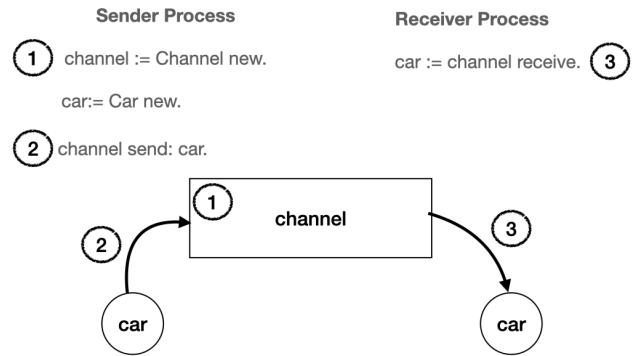 Sender Process
Receiver Process
1 channel := Channel new.
car := channel receive. 3
car:= Car new.
2 channel send: car.
1
channel
2
3
car
car